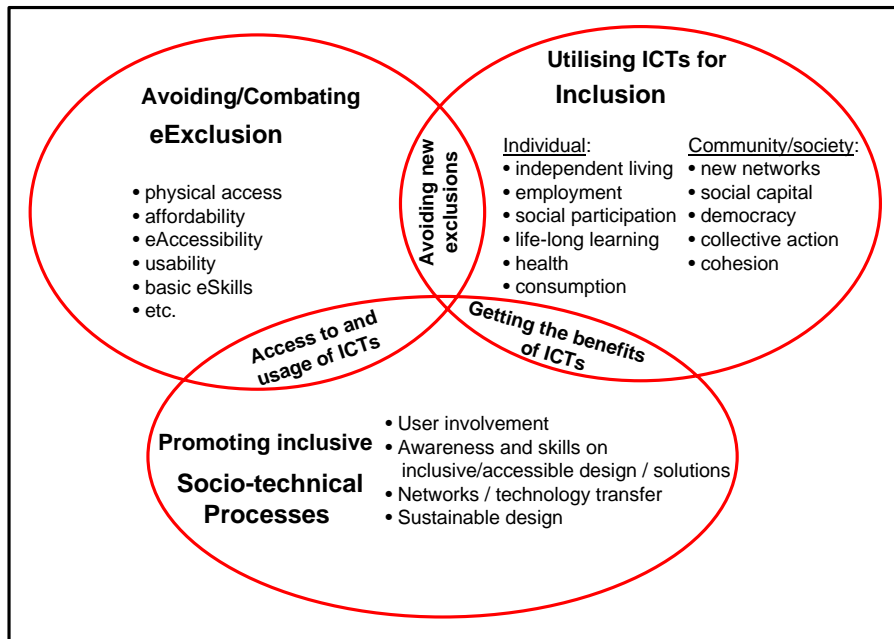 Avoiding/Combating
eExclusion
• physical access
• affordability
• eAccessibility
• usability
• basic eSkills
• etc.
Avoiding new
exclusions
Utilising ICTs for
Inclusion
Individual:
• independent living
• employment
• social participation
• life-long learning
• health
• consumption
Community/society:
• new networks
• social capital
• democracy
• collective action
• cohesion
Access to and
usage of ICTs
Getting the benefits
of ICTs
Promoting inclusive
Socio-technical
Processes
• User involvement
• Awareness and skills on
inclusive/accessible design / solutions
• Networks / technology transfer
• Sustainable design